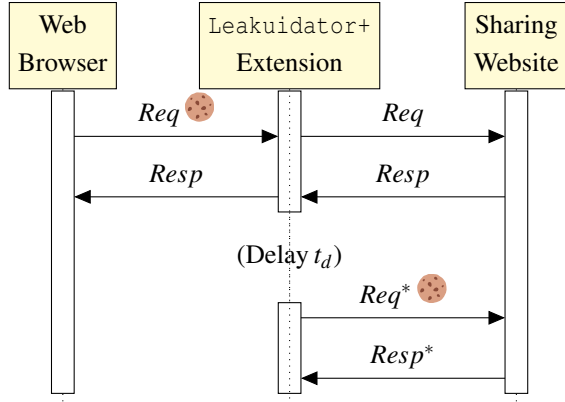 Web
Browser
Leakuidator+
Extension
Sharing
Website
Req
Req
Resp
Resp
(Delay t_d)
Req*
Resp*